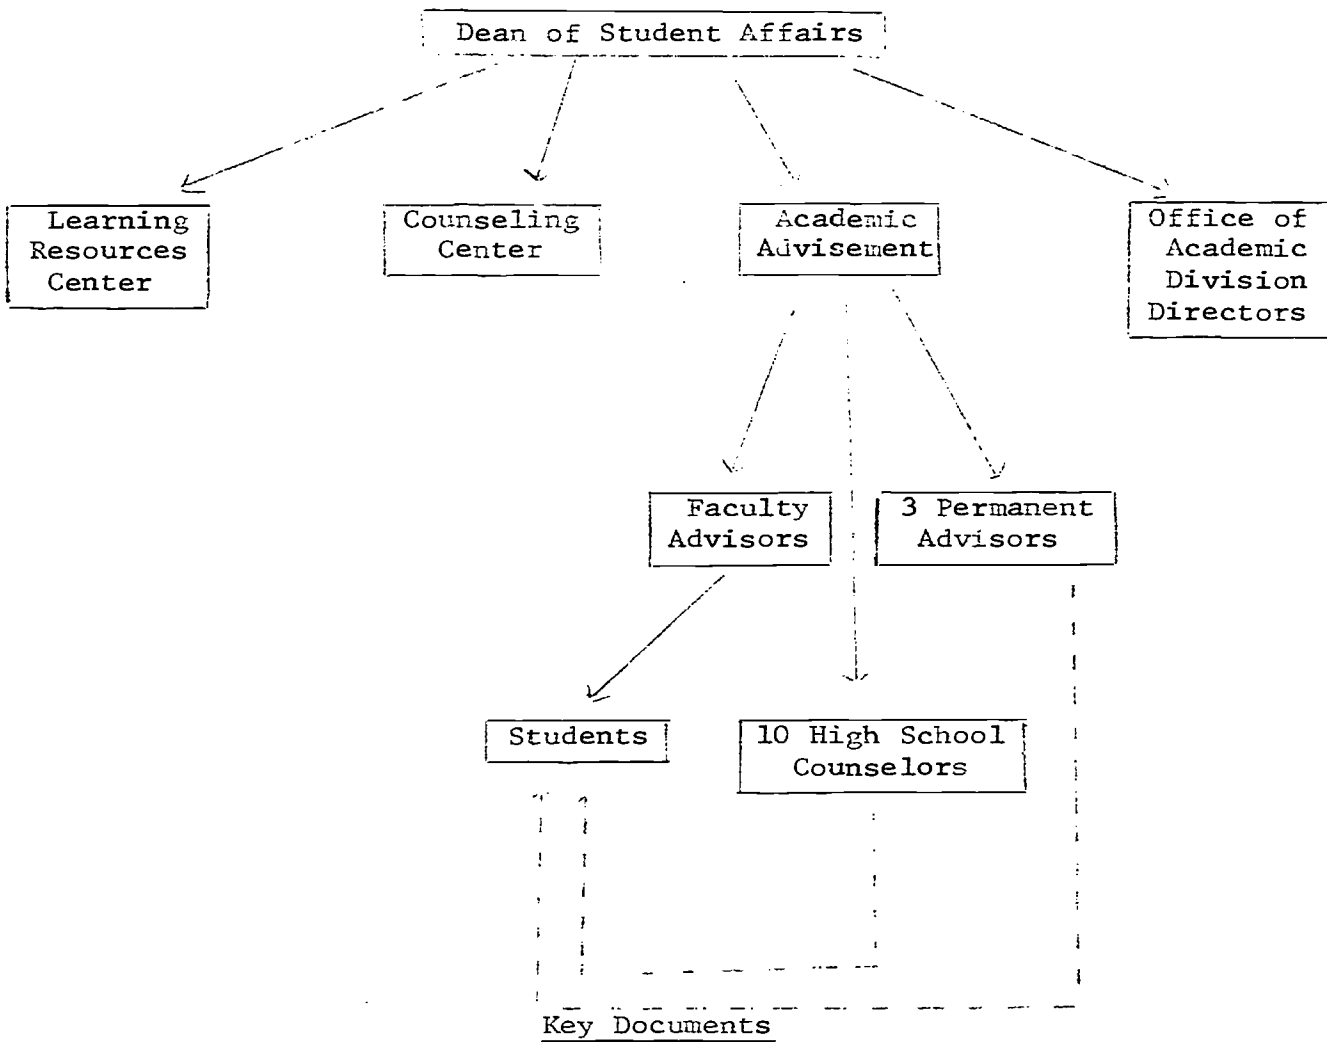 Dean of Student Affairs
Learning
Resources
Center
Counseling
Center
Academic
Advisement
Office of
Academic
Division
Directors
Faculty
Advisors
3 Permanent
Advisors
Students
10 High School
Counselors
Key Documents